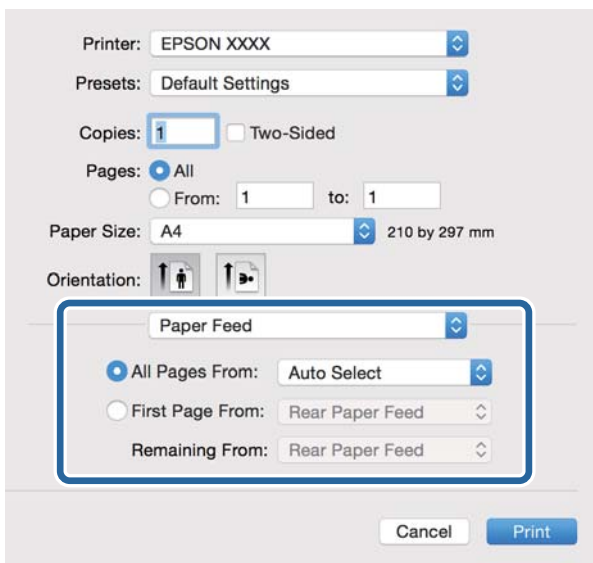 Printer: EPSON XXXX
Presets: Default Settings
Copies: 1 Two-Sided
Pages: All
From: 1 to: 1
Paper Size: A4 210 by 297 mm
Orientation:
Paper Feed
All Pages From: Auto Select
First Page From: Rear Paper Feed
Remaining From: Rear Paper Feed
Cancel Print